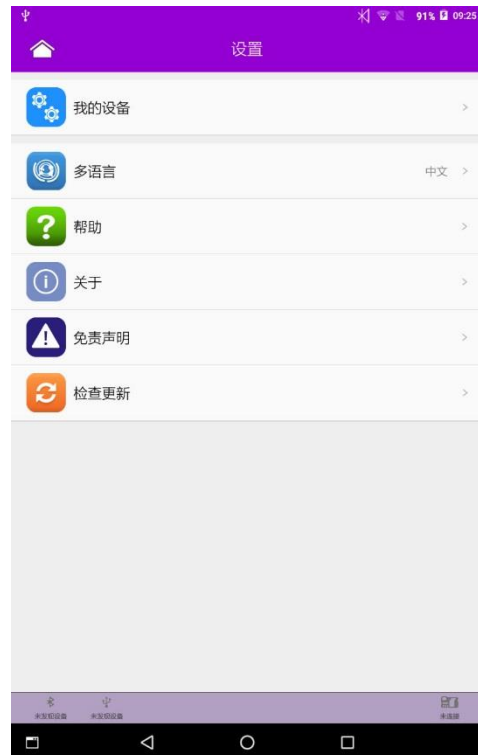 91% 09:25
设置
我的设备
多语言 中文
帮助
关于
免责声明
检查更新
未发现设备 未发现设备 未连接